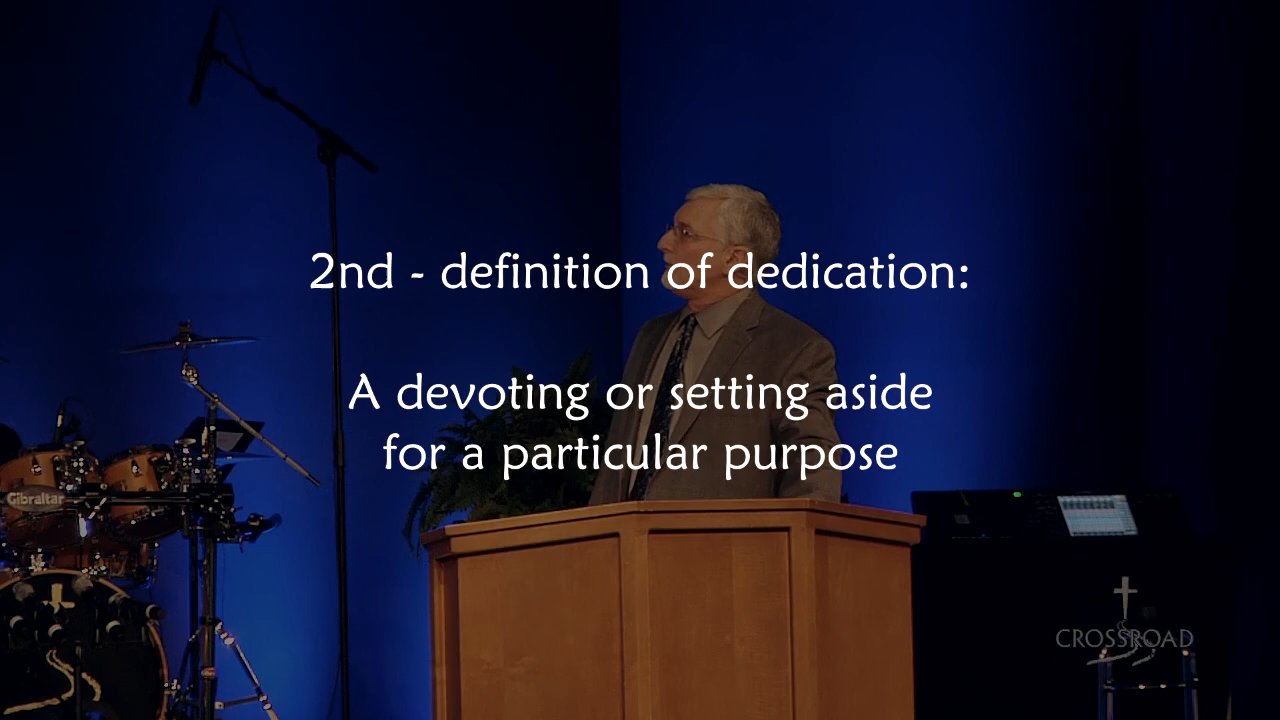 2nd - definition of dedication:
A devoting or setting aside
for a particular purpose
Gibraltar
CROSSROAD